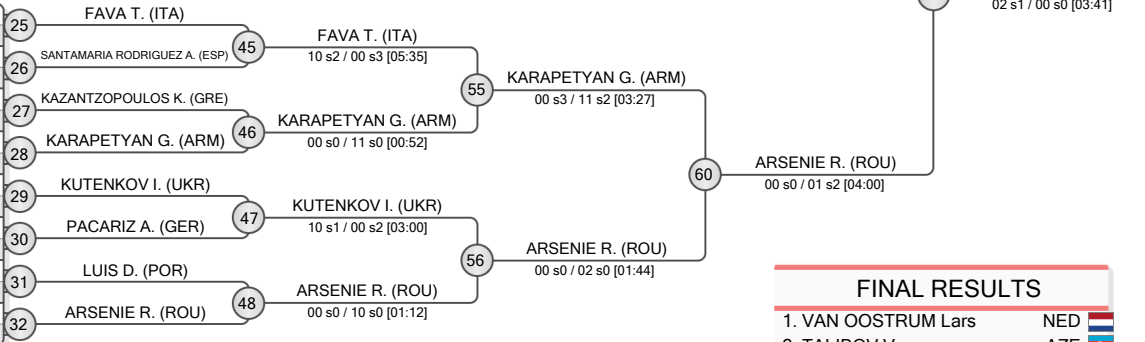 02 s1 / 00 s0 [03:41]
25
FAVA T. (ITA)
26
SANTAMARIA RODRIGUEZ A. (ESP)
45
FAVA T. (ITA)
10 s2 / 00 s3 [05:35]
27
KAZANTZOPOULOS K. (GRE)
28
KARAPETYAN G. (ARM)
46
KARAPETYAN G. (ARM)
00 s0 / 11 s0 [00:52]
55
KARAPETYAN G. (ARM)
00 s3 / 11 s2 [03:27]
29
KUTENKOV I. (UKR)
30
PACARIZ A. (GER)
47
KUTENKOV I. (UKR)
10 s1 / 00 s2 [03:00]
31
LUIS D. (POR)
32
ARSENIE R. (ROU)
48
ARSENIE R. (ROU)
00 s0 / 10 s0 [01:12]
56
ARSENIE R. (ROU)
00 s0 / 02 s0 [01:44]
60
ARSENIE R. (ROU)
00 s0 / 01 s2 [04:00]
FINAL RESULTS
1. VAN OOSTRUM Lars NED